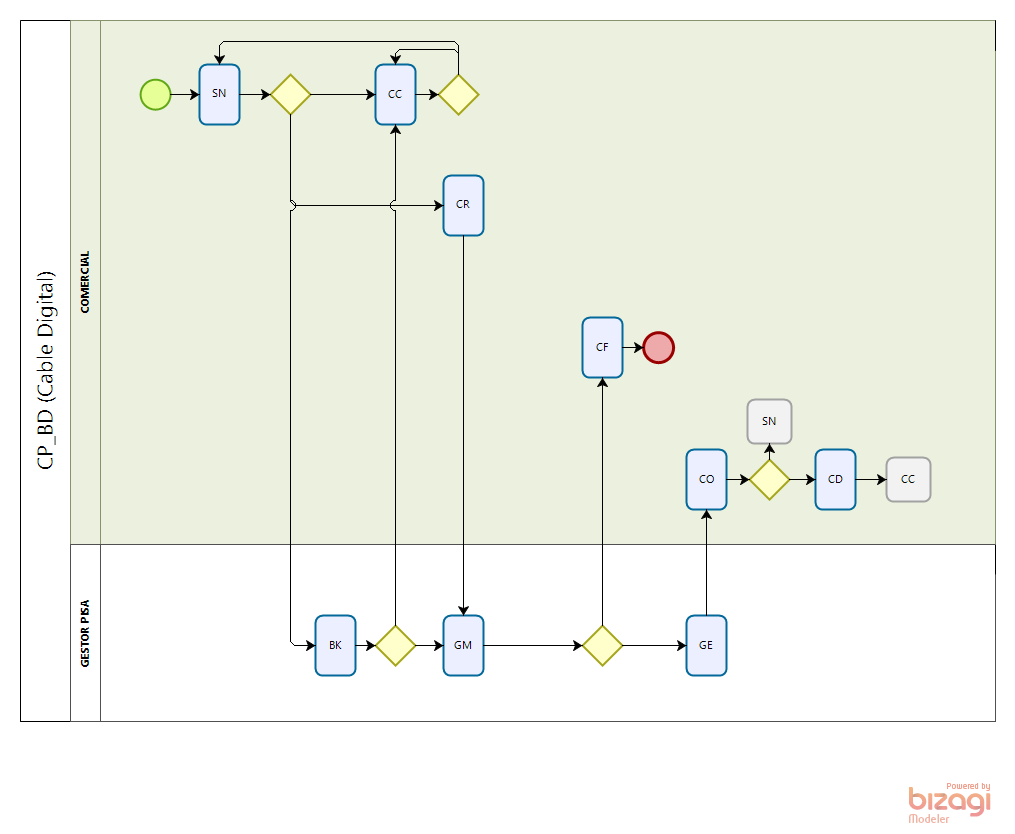 CP_BD (Cable Digital)
COMERCIAL
SN
CC
CR
CF
SN
CO
CD
CC
GESTOR PISA
BK
GM
GE
Powered by
bizagi
Modeler